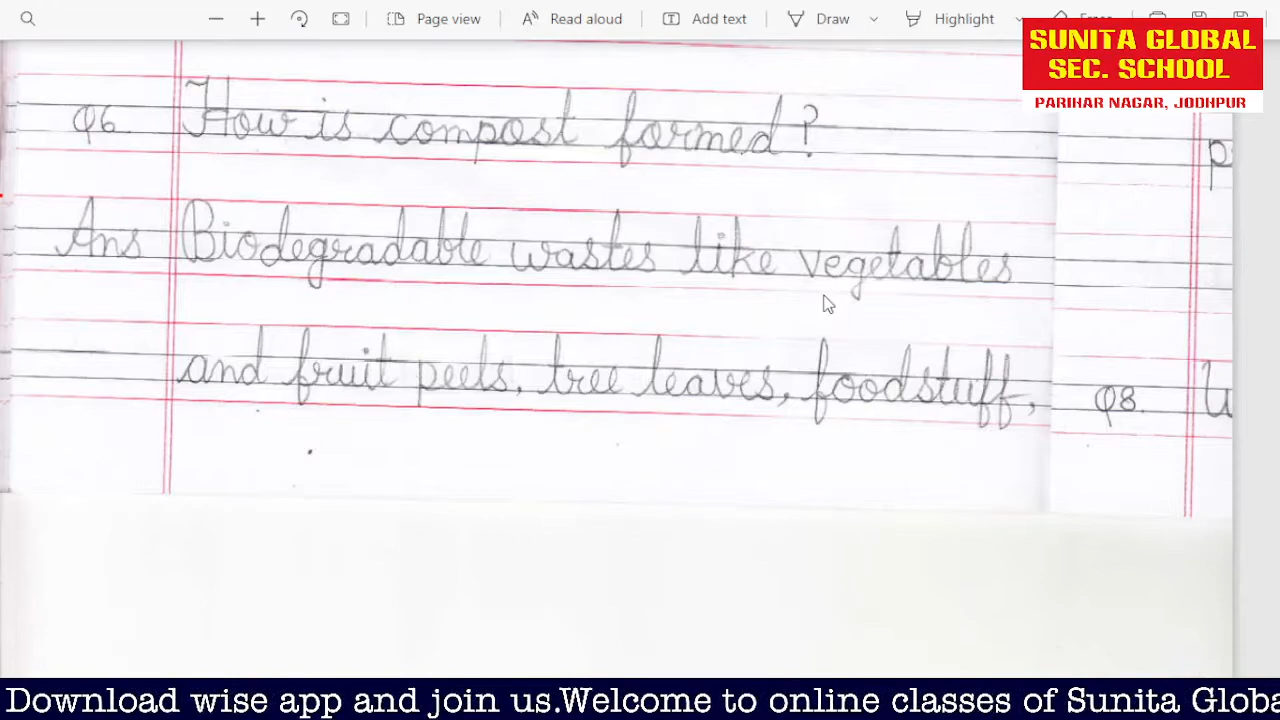 Page view
Read aloud
Add text
Draw
Highlight
SUNITA GLOBAL
SEC. SCHOOL
PARIHAR NAGAR, JODHPUR
Q6. How is compost formed?
Ans Biodegradable wastes like vegetables
and fruit peels, tree leaves, foodstuff,
Q8.
Download wise app and join us.Welcome to online classes of Sunita Globa